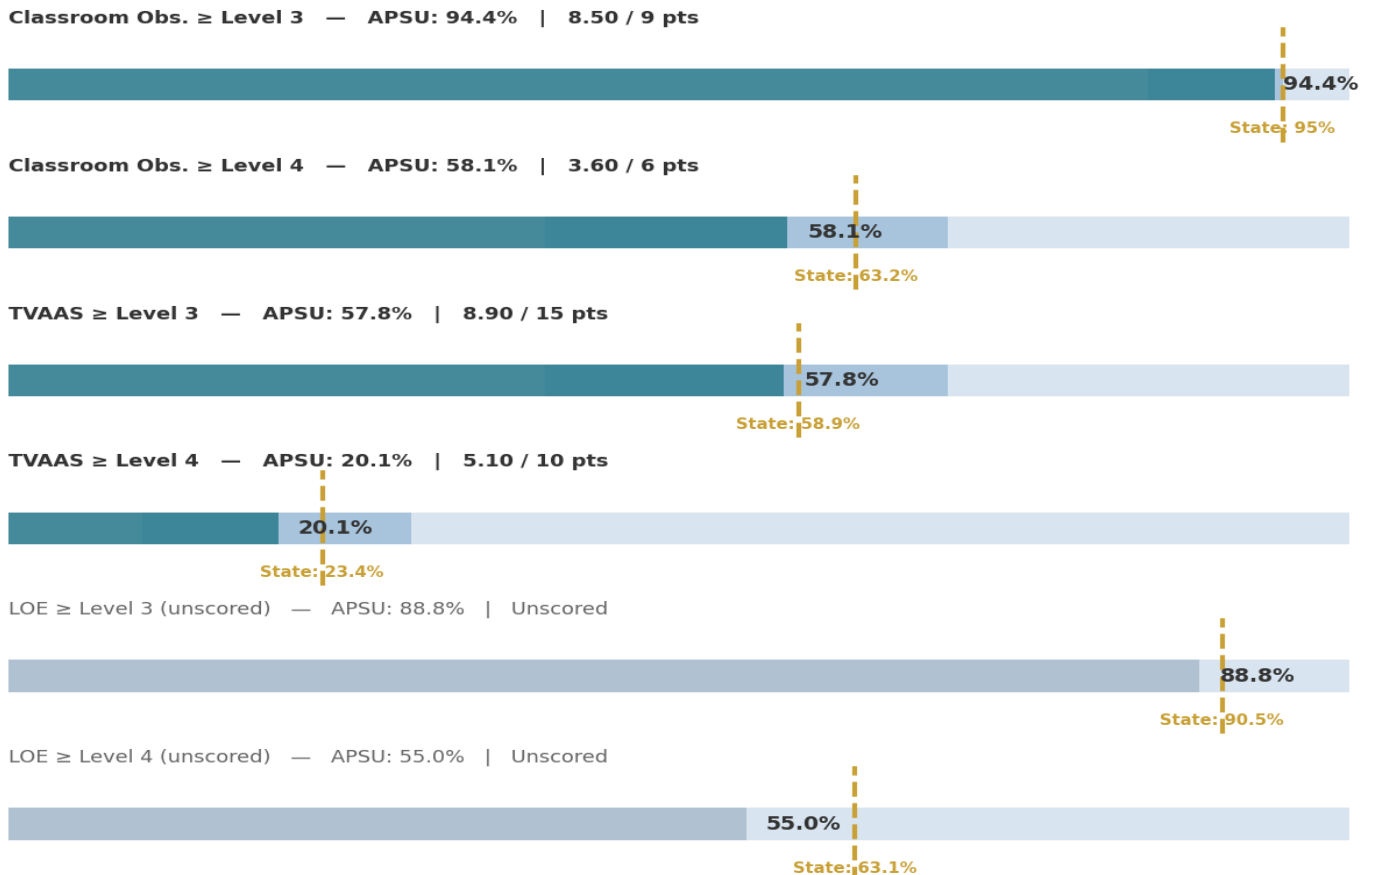 Classroom Obs. ≥ Level 3 — APSU: 94.4% | 8.50 / 9 pts
94.4%
State: 95%
Classroom Obs. ≥ Level 4 — APSU: 58.1% | 3.60 / 6 pts
58.1%
State: 63.2%
TVAAS ≥ Level 3 — APSU: 57.8% | 8.90 / 15 pts
57.8%
State: 58.9%
TVAAS ≥ Level 4 — APSU: 20.1% | 5.10 / 10 pts
20.1%
State: 23.4%
LOE ≥ Level 3 (unscored) — APSU: 88.8% | Unscored
88.8%
State: 90.5%
LOE ≥ Level 4 (unscored) — APSU: 55.0% | Unscored
55.0%
State: 63.1%